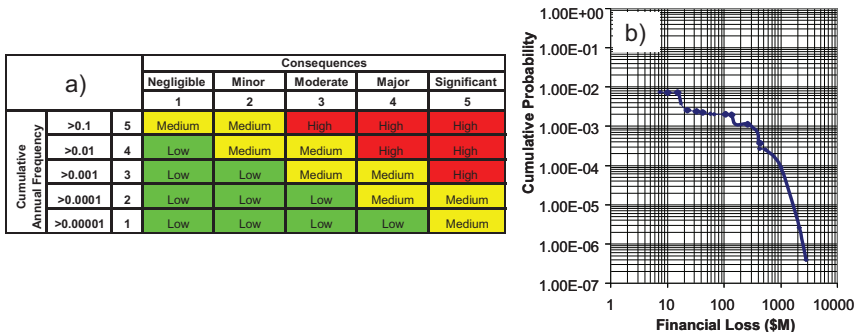 a)
Consequences
Negligible Minor Moderate Major Significant
1 2 3 4 5
Cumulative
Annual Frequency
>0.1 5 Medium Medium High High High
>0.01 4 Low Medium Medium High High
>0.001 3 Low Low Medium Medium High
>0.0001 2 Low Low Low Medium Medium
>0.00001 1 Low Low Low Low Medium
b)
Cumulative Probability
1.00E+00
1.00E-01
1.00E-02
1.00E-03
1.00E-04
1.00E-05
1.00E-06
1.00E-07
1 10 100 1000 10000
Financial Loss ($M)